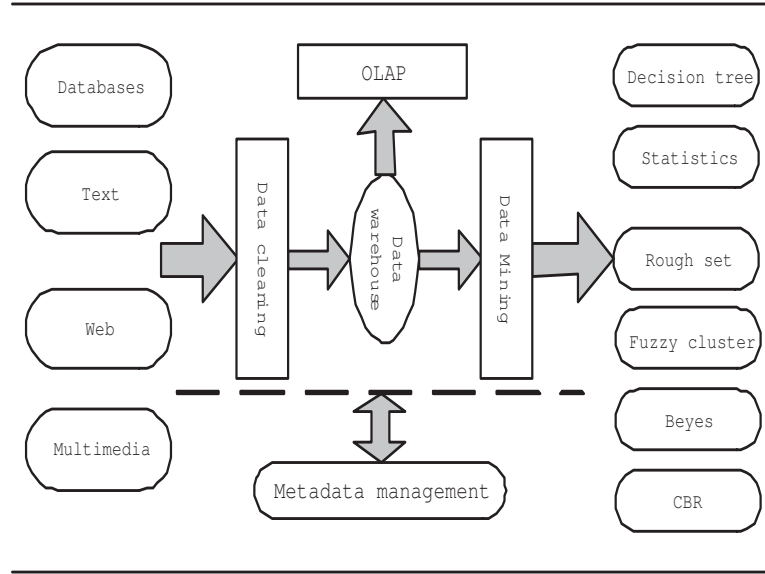 Databases
Text
Web
Multimedia
OLAP
Data cleaning
Data
warehouse
Data Mining
Metadata management
Decision tree
Statistics
Rough set
Fuzzy cluster
Beyes
CBR